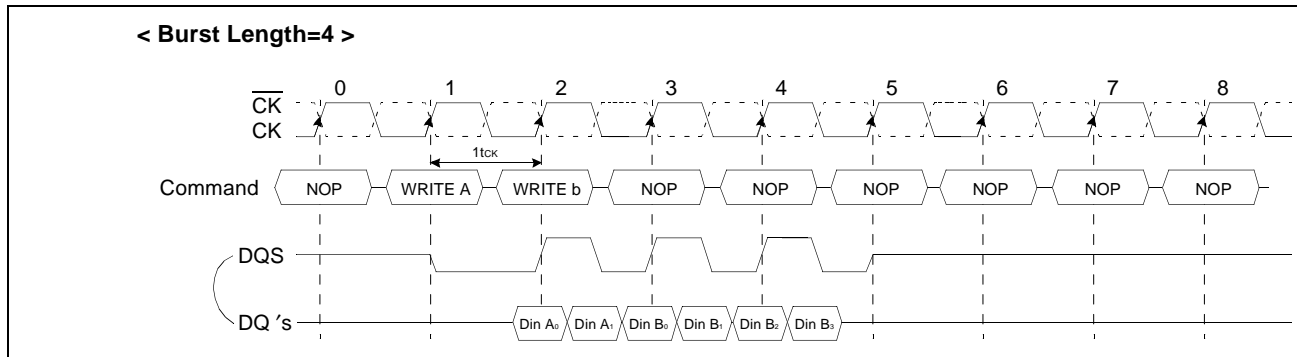 < Burst Length=4 >
0 1 2 3 4 5 6 7 8
CK
CK
1tCK
Command NOP WRITE A WRITE b NOP NOP NOP NOP NOP NOP
DQS
DQ 's Din A0 Din A1 Din B0 Din B1 Din B2 Din B3